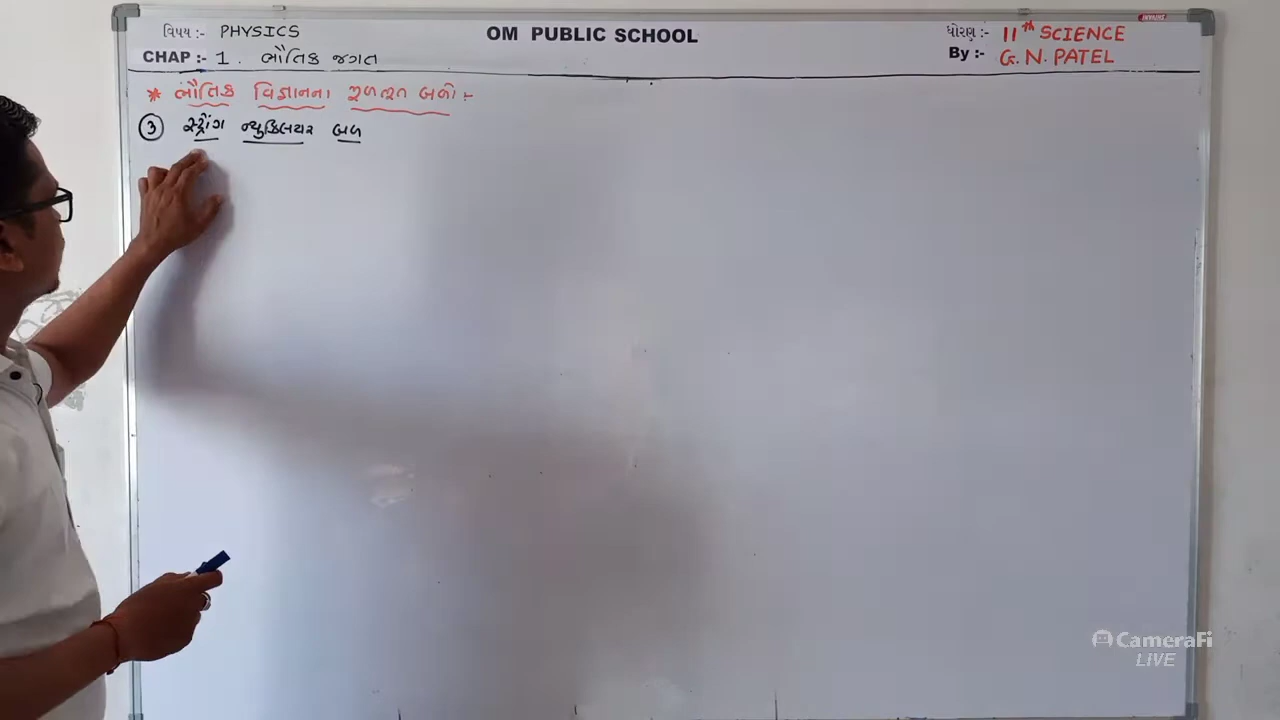 વિષય :- PHYSICS
OM PUBLIC SCHOOL
ધોરણ :- 11th SCIENCE
CHAP :- 1. ભૌતિક જગત
By :- G. N. PATEL
* ભૌતિક વિજ્ઞાનના મૂળભૂત બળો :-
③ સ્ટ્રોંગ ન્યુક્લિયર બળ
CameraFi
LIVE